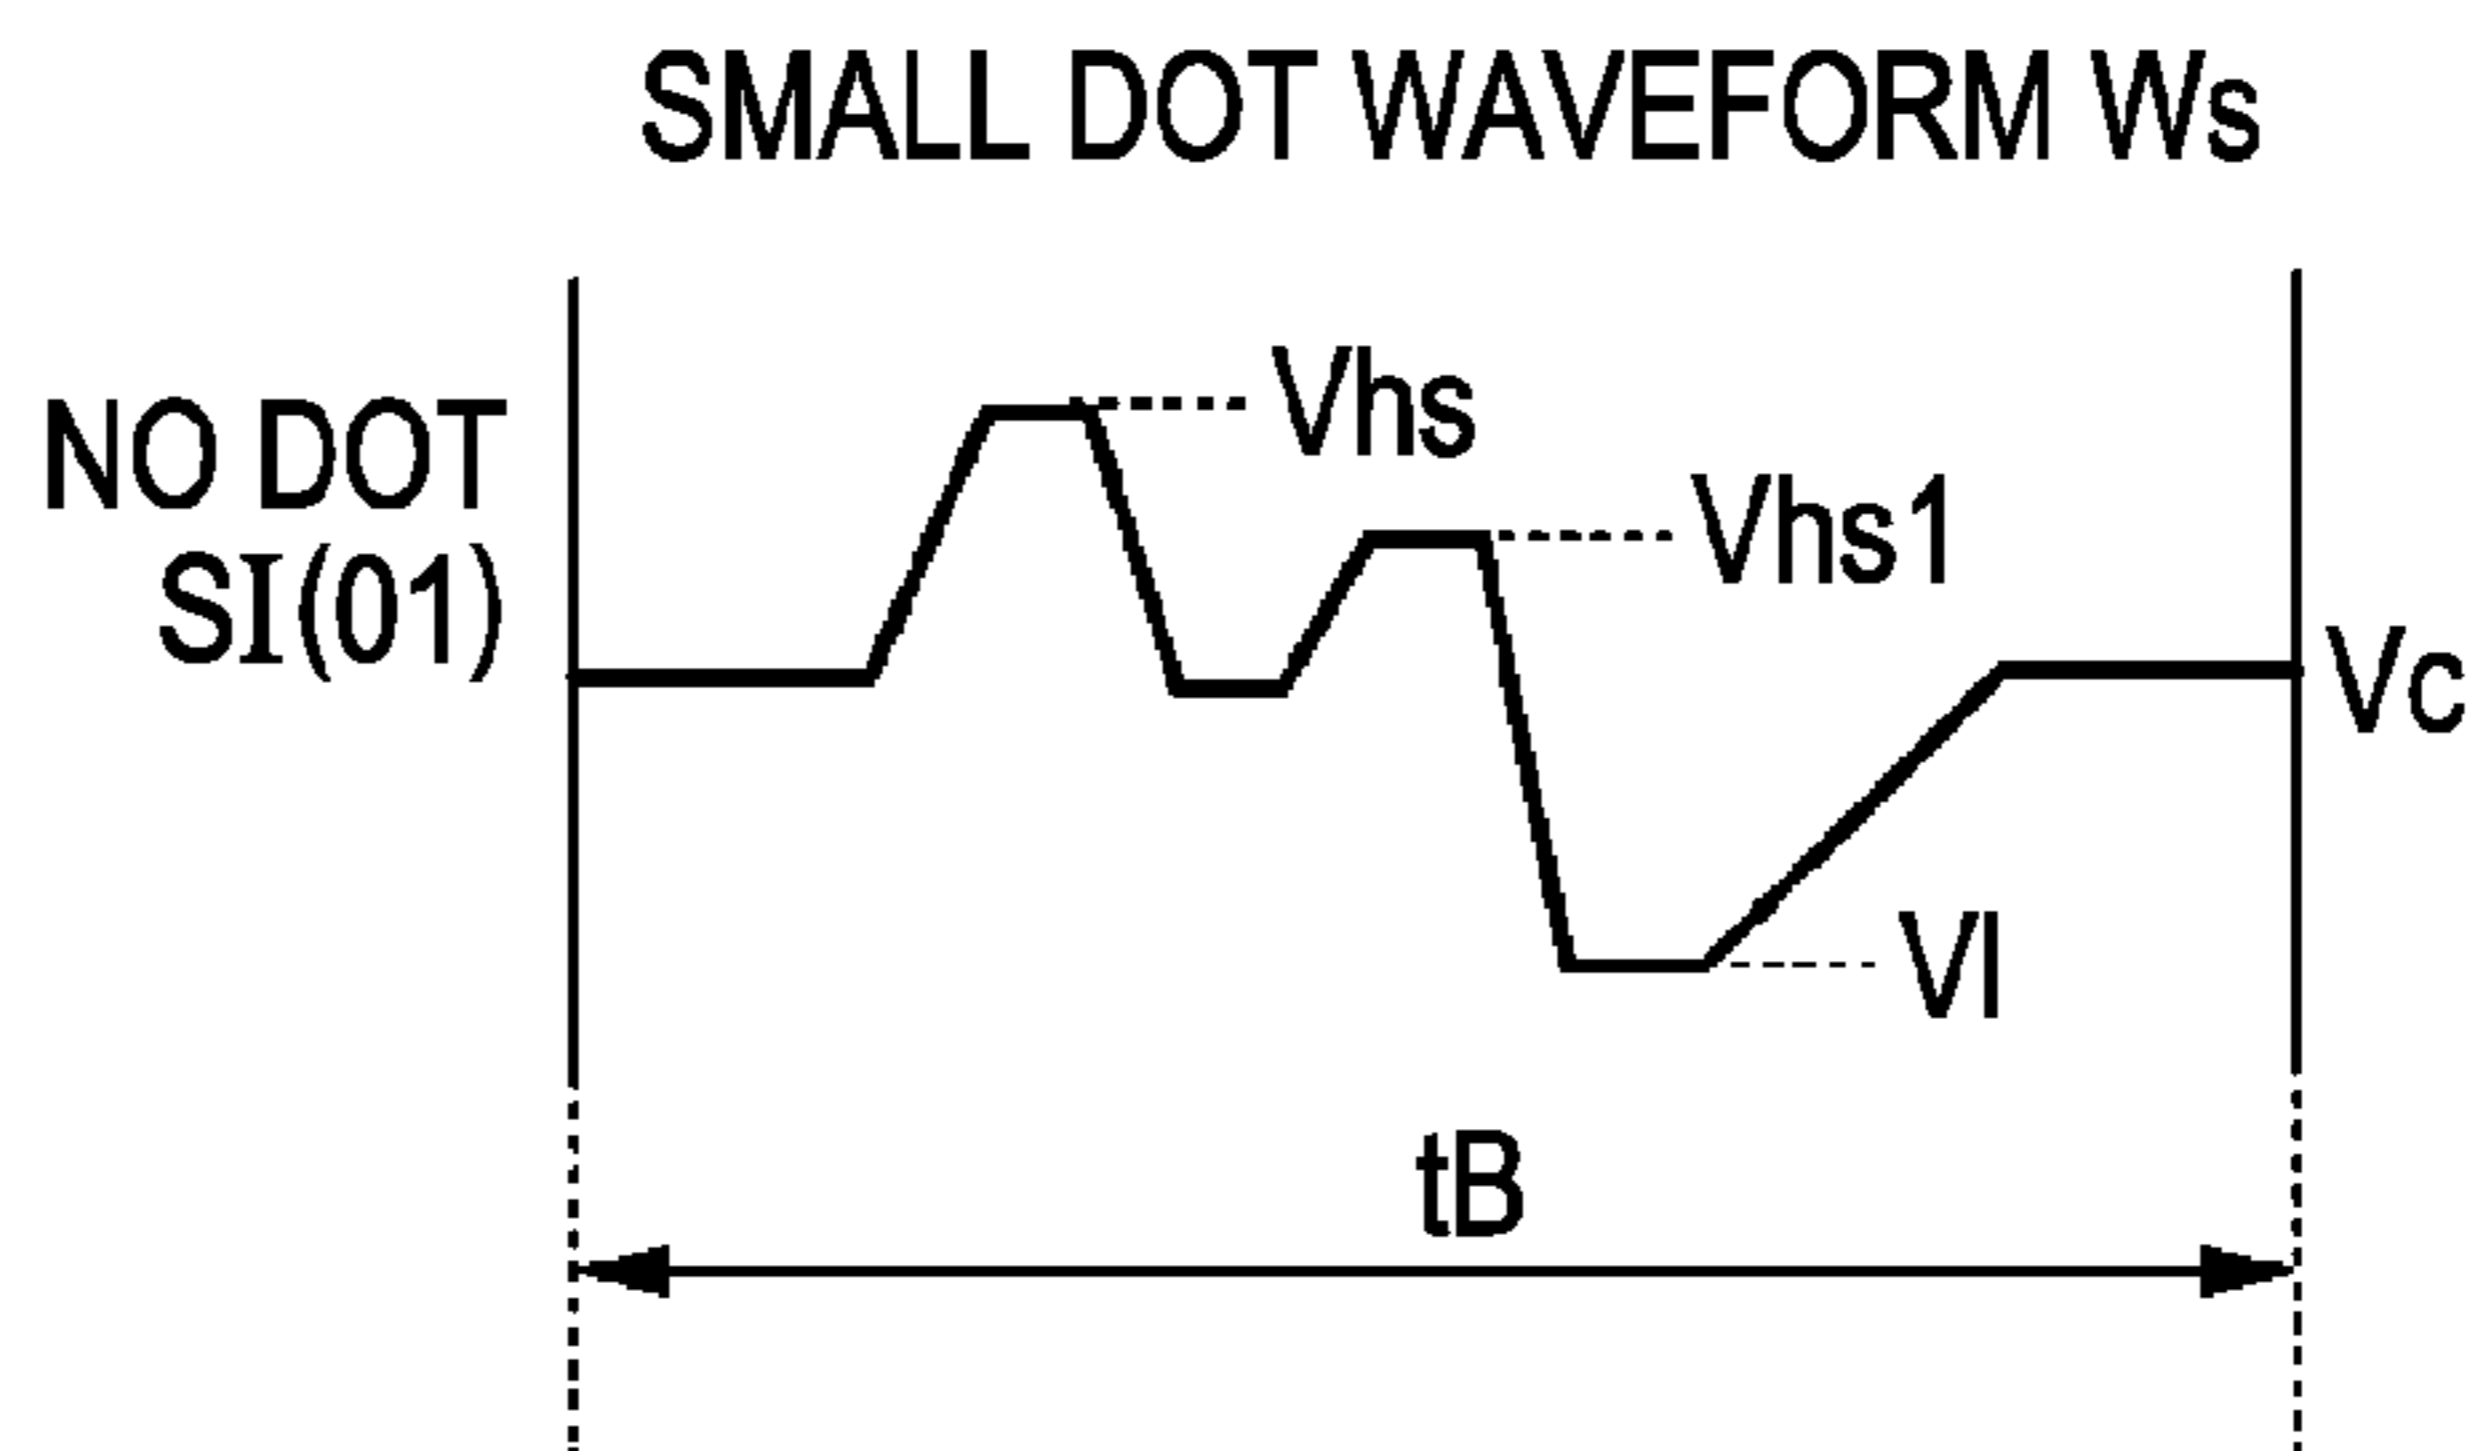 SMALL DOT WAVEFORM Ws
Vhs
NO DOT
SI(01)
Vhs1
Vc
Vl
tB